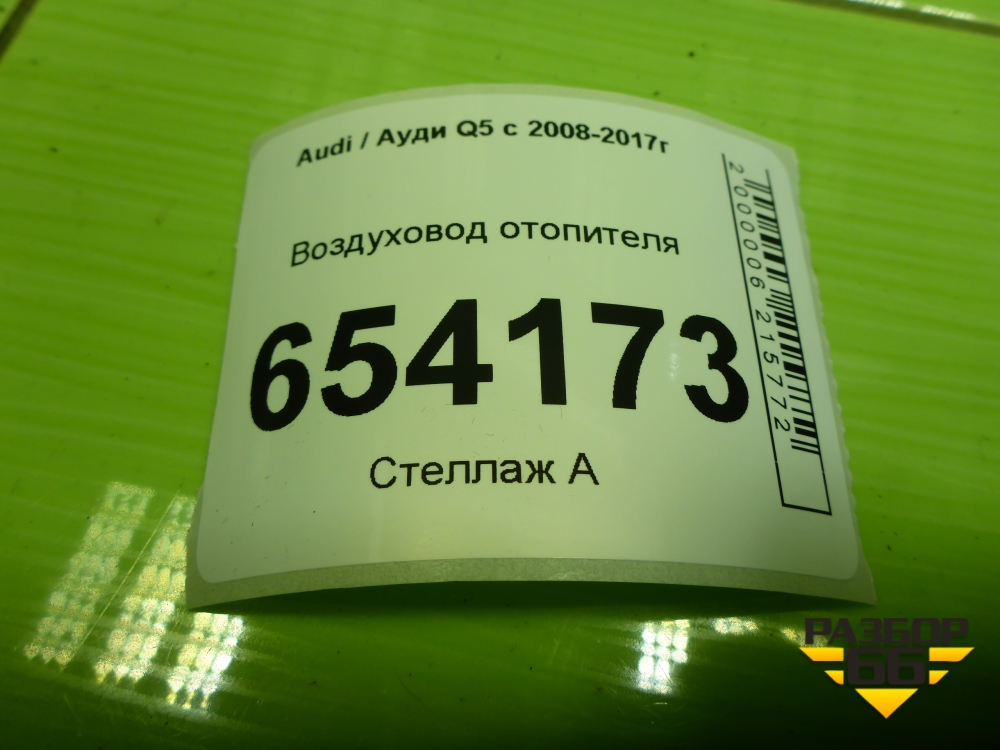 Audi / Ауди Q5 с 2008-2017г
Воздуховод отопителя
654173
Стеллаж А
2000006215772
РАЗБОР
66